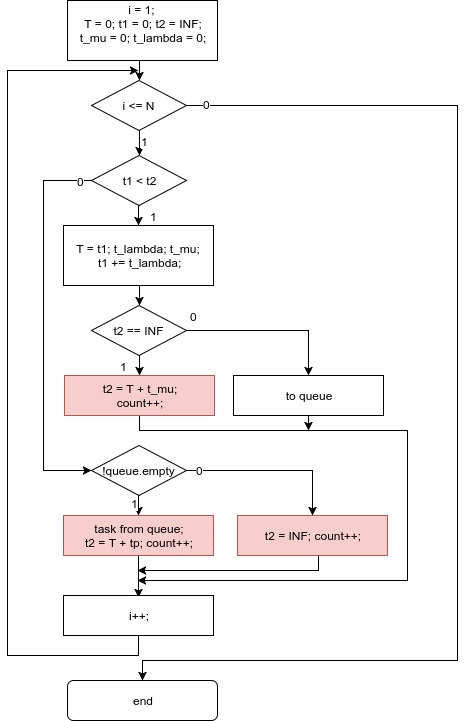 i = 1;
T = 0; t1 = 0; t2 = INF;
t_mu = 0; t_lambda = 0;
i <= N
0
1
t1 < t2
0
1
T = t1; t_lambda; t_mu;
t1 += t_lambda;
t2 == INF
0
1
t2 = T + t_mu;
count++;
to queue
!queue.empty
0
1
task from queue;
t2 = T + tp; count++;
t2 = INF; count++;
i++;
end